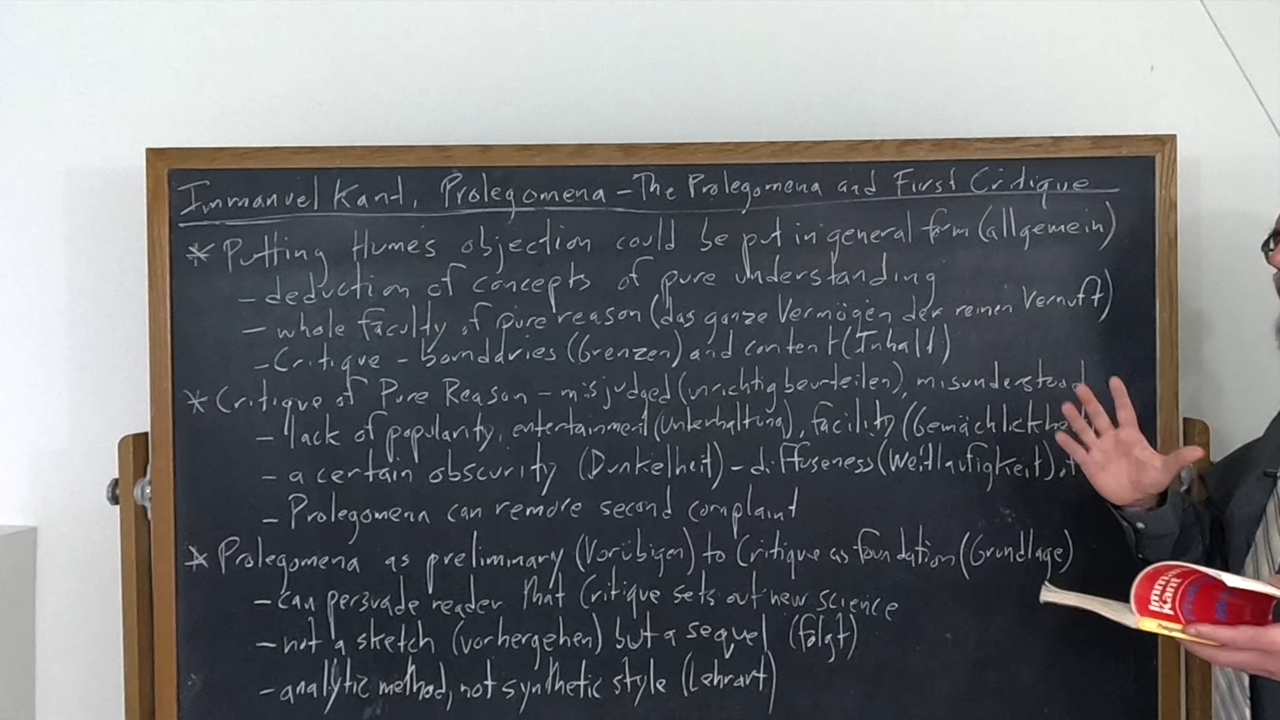 Immanuel Kant, Prolegomena – The Prolegomena and First Critique
* Putting Hume's objection could be put in general form (allgemein)
– deduction of concepts of pure understanding
– whole faculty of pure reason (das ganze Vermögen der reinen Vernuft)
– Critique – boundaries (Grenzen) and content (Inhalt)
* Critique of Pure Reason – misjudged (unrichtig beurteilen), misunderstood
– lack of popularity, entertainment (Unterhaltung), facility
– a certain obscurity (Dunkelheit) – diffuseness (Weitlaufigkeit)
– Prolegomena can remove second complaint
* Prolegomena as preliminary (Vorübigen) to Critique as foundation (Grundlage)
– can persuade reader that Critique sets out new science
– not a sketch (vorhergehen) but a sequel (folgt)
– analytic method, not synthetic style (Lehrart)
Immanuel
Kant